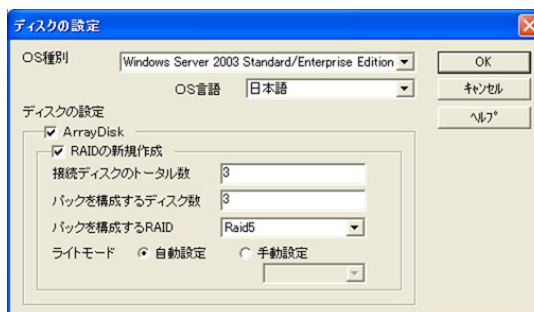 ディスクの設定
OS種別 Windows Server 2003 Standard/Enterprise Edition OK
OS言語 日本語 キャンセル
ディスクの設定 ヘルプ
ArrayDisk
RAIDの新規作成
接続ディスクのトータル数 3
パックを構成するディスク数 3
パックを構成するRAID Raid5
ライトモード 自動設定 手動設定